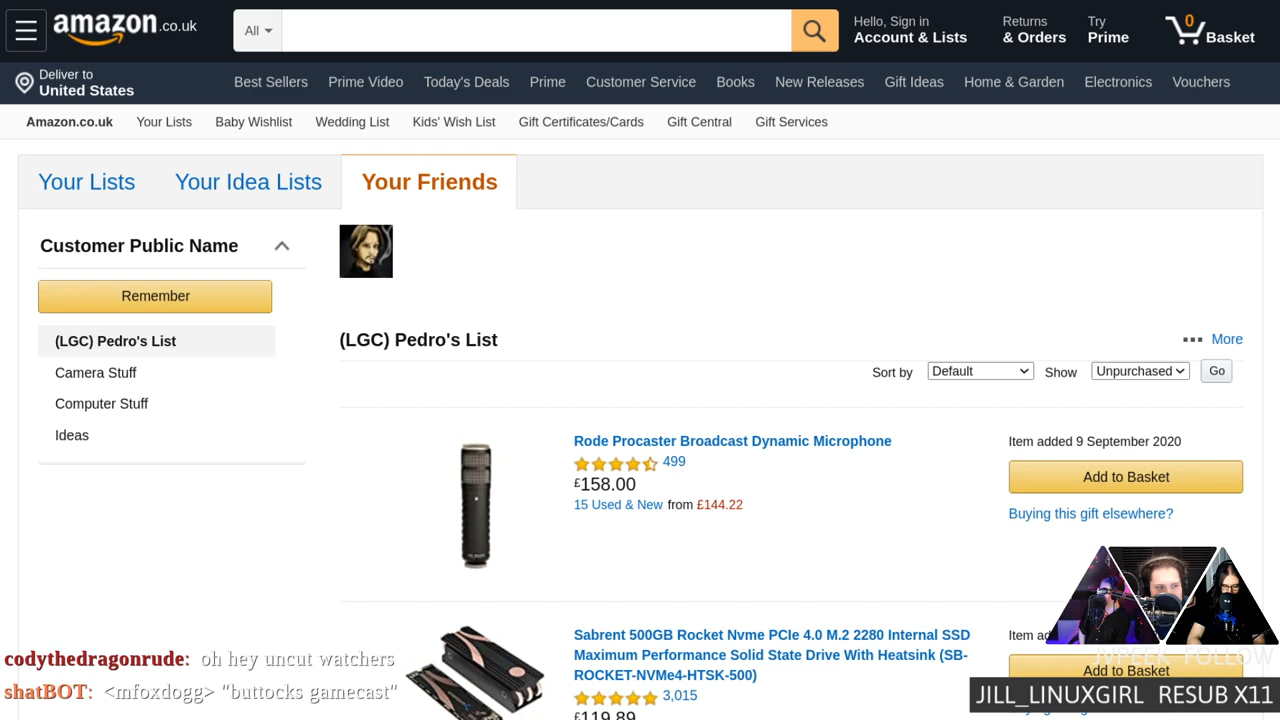 amazon.co.uk
All
Hello, Sign in
Account & Lists
Returns
& Orders
Try
Prime
0
Basket
Deliver to
United States
Best Sellers Prime Video Today's Deals Prime Customer Service Books New Releases Gift Ideas Home & Garden Electronics Vouchers
Amazon.co.uk Your Lists Baby Wishlist Wedding List Kids' Wish List Gift Certificates/Cards Gift Central Gift Services
Your Lists Your Idea Lists Your Friends
Customer Public Name
Remember
(LGC) Pedro's List
Camera Stuff
Computer Stuff
Ideas
(LGC) Pedro's List
More
Sort by Default Show Unpurchased Go
Rode Procaster Broadcast Dynamic Microphone
499
£158.00
15 Used & New from £144.22
Item added 9 September 2020
Add to Basket
Buying this gift elsewhere?
Sabrent 500GB Rocket Nvme PCIe 4.0 M.2 2280 Internal SSD
Maximum Performance Solid State Drive With Heatsink (SB-
ROCKET-NVMe4-HTSK-500)
3,015
£119.89
Item
Add to Basket
codythedragonrude: oh hey uncut watchers
shatBOT: <mfoxdogg> "buttocks gamecast"
JVPEEK FOLLOW
JILL_LINUXGIRL RESUB X11